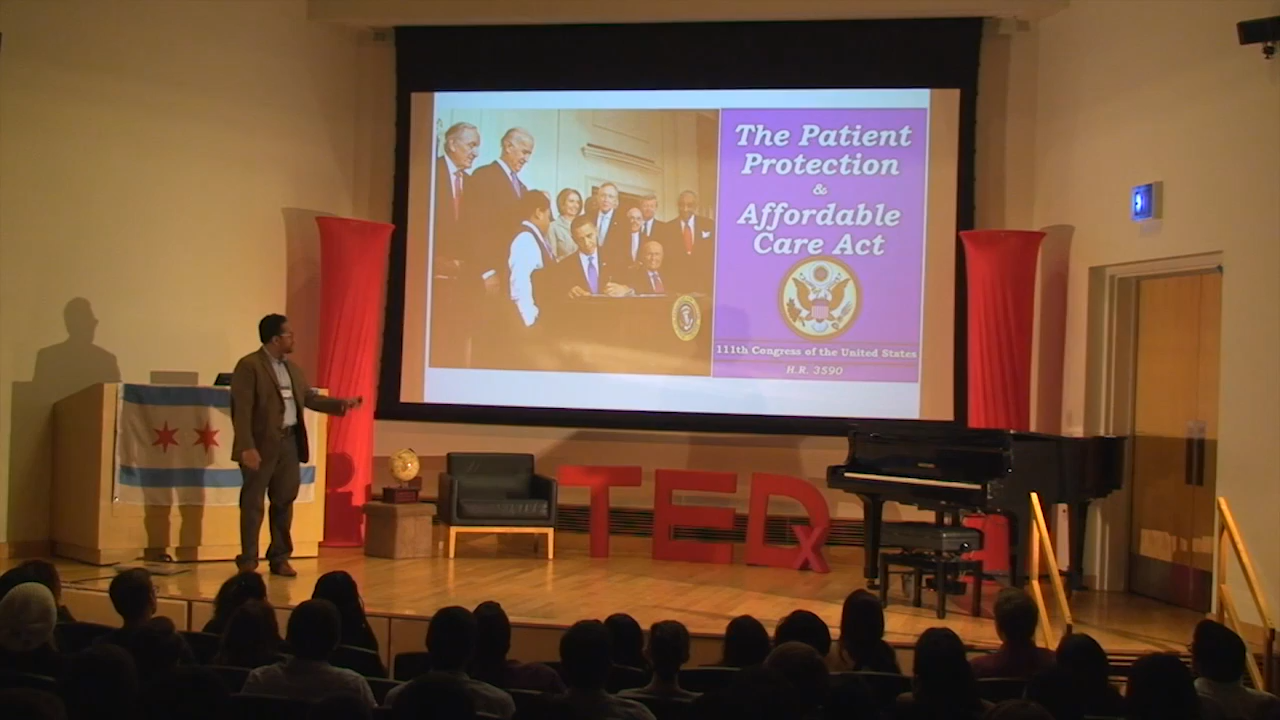 The Patient
Protection
&
Affordable
Care Act
111th Congress of the United States
H.R. 3590
TEDx